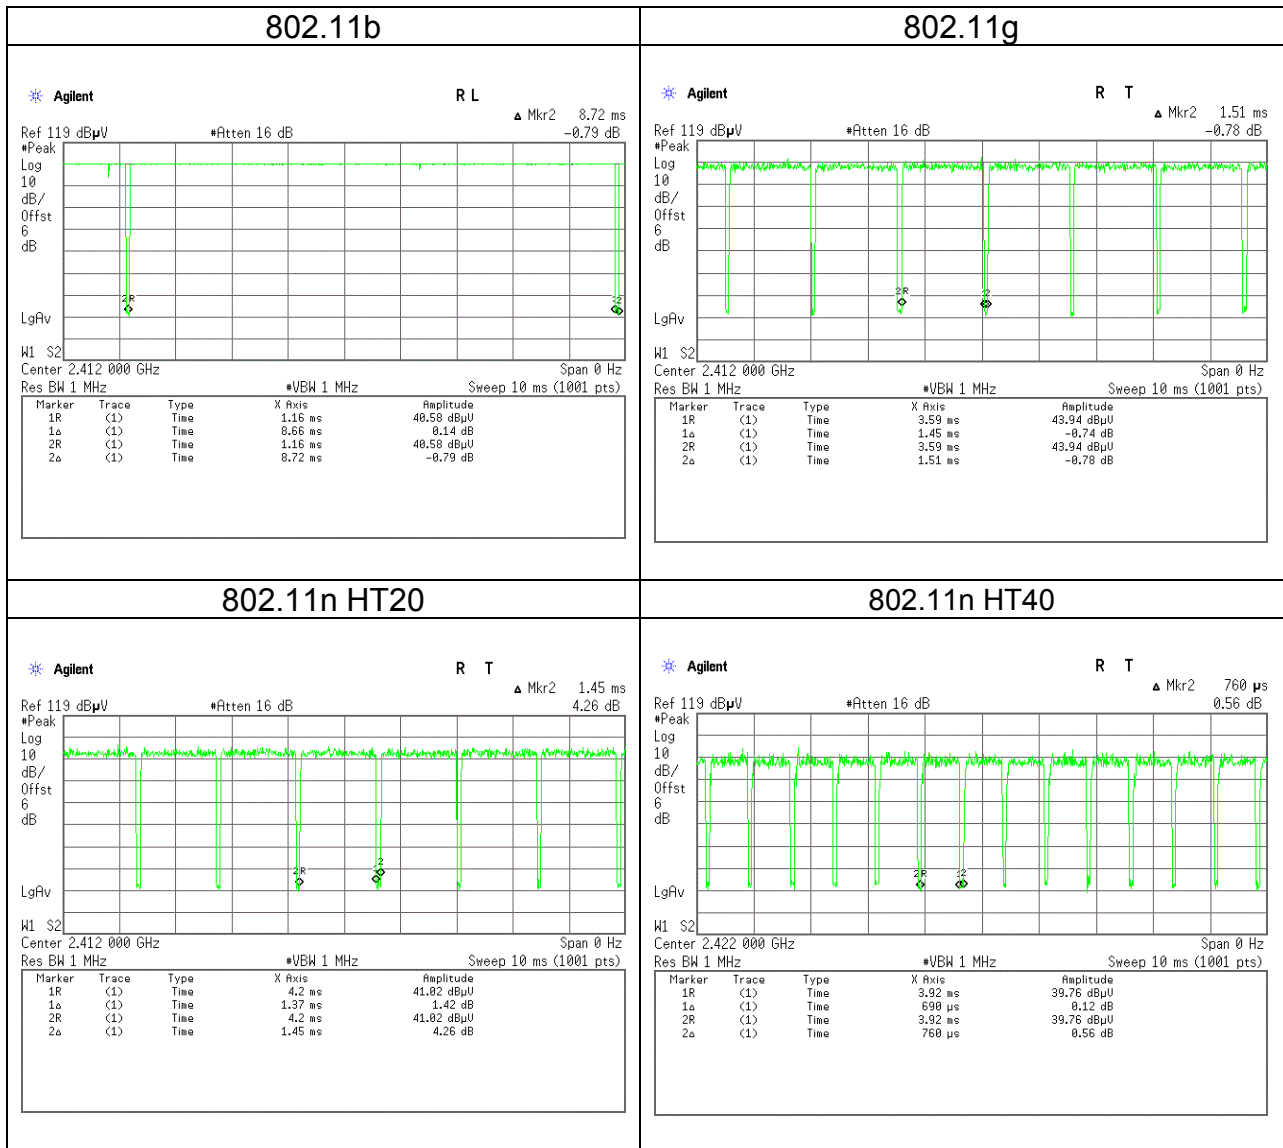 802.11b
Agilent
R L
Δ Mkr2 8.72 ms
Ref 119 dBµV #Atten 16 dB -0.79 dB
#Peak
Log
10
dB/
Offst
6
dB
2R
LgAv
W1 S2
Center 2.412 000 GHz Span 0 Hz
Res BW 1 MHz #VBW 1 MHz Sweep 10 ms (1001 pts)
Marker Trace Type X Axis Amplitude
1R (1) Time 1.16 ms 40.58 dBµV
1Δ (1) Time 8.66 ms 0.14 dB
2R (1) Time 1.16 ms 40.58 dBµV
2Δ (1) Time 8.72 ms -0.79 dB
802.11g
Agilent
R T
Δ Mkr2 1.51 ms
Ref 119 dBµV #Atten 16 dB -0.78 dB
#Peak
Log
10
dB/
Offst
6
dB
2R
LgAv
W1 S2
Center 2.412 000 GHz Span 0 Hz
Res BW 1 MHz #VBW 1 MHz Sweep 10 ms (1001 pts)
Marker Trace Type X Axis Amplitude
1R (1) Time 3.59 ms 43.94 dBµV
1Δ (1) Time 1.45 ms -0.74 dB
2R (1) Time 3.59 ms 43.94 dBµV
2Δ (1) Time 1.51 ms -0.78 dB
802.11n HT20
Agilent
R T
Δ Mkr2 1.45 ms
Ref 119 dBµV #Atten 16 dB 4.26 dB
#Peak
Log
10
dB/
Offst
6
dB
2R
2
LgAv
W1 S2
Center 2.412 000 GHz Span 0 Hz
Res BW 1 MHz #VBW 1 MHz Sweep 10 ms (1001 pts)
Marker Trace Type X Axis Amplitude
1R (1) Time 4.2 ms 41.02 dBµV
1Δ (1) Time 1.37 ms 1.42 dB
2R (1) Time 4.2 ms 41.02 dBµV
2Δ (1) Time 1.45 ms 4.26 dB
802.11n HT40
Agilent
R T
Δ Mkr2 760 µs
Ref 119 dBµV #Atten 16 dB 0.56 dB
#Peak
Log
10
dB/
Offst
6
dB
2R
LgAv
W1 S2
Center 2.422 000 GHz Span 0 Hz
Res BW 1 MHz #VBW 1 MHz Sweep 10 ms (1001 pts)
Marker Trace Type X Axis Amplitude
1R (1) Time 3.92 ms 39.76 dBµV
1Δ (1) Time 690 µs 0.12 dB
2R (1) Time 3.92 ms 39.76 dBµV
2Δ (1) Time 760 µs 0.56 dB